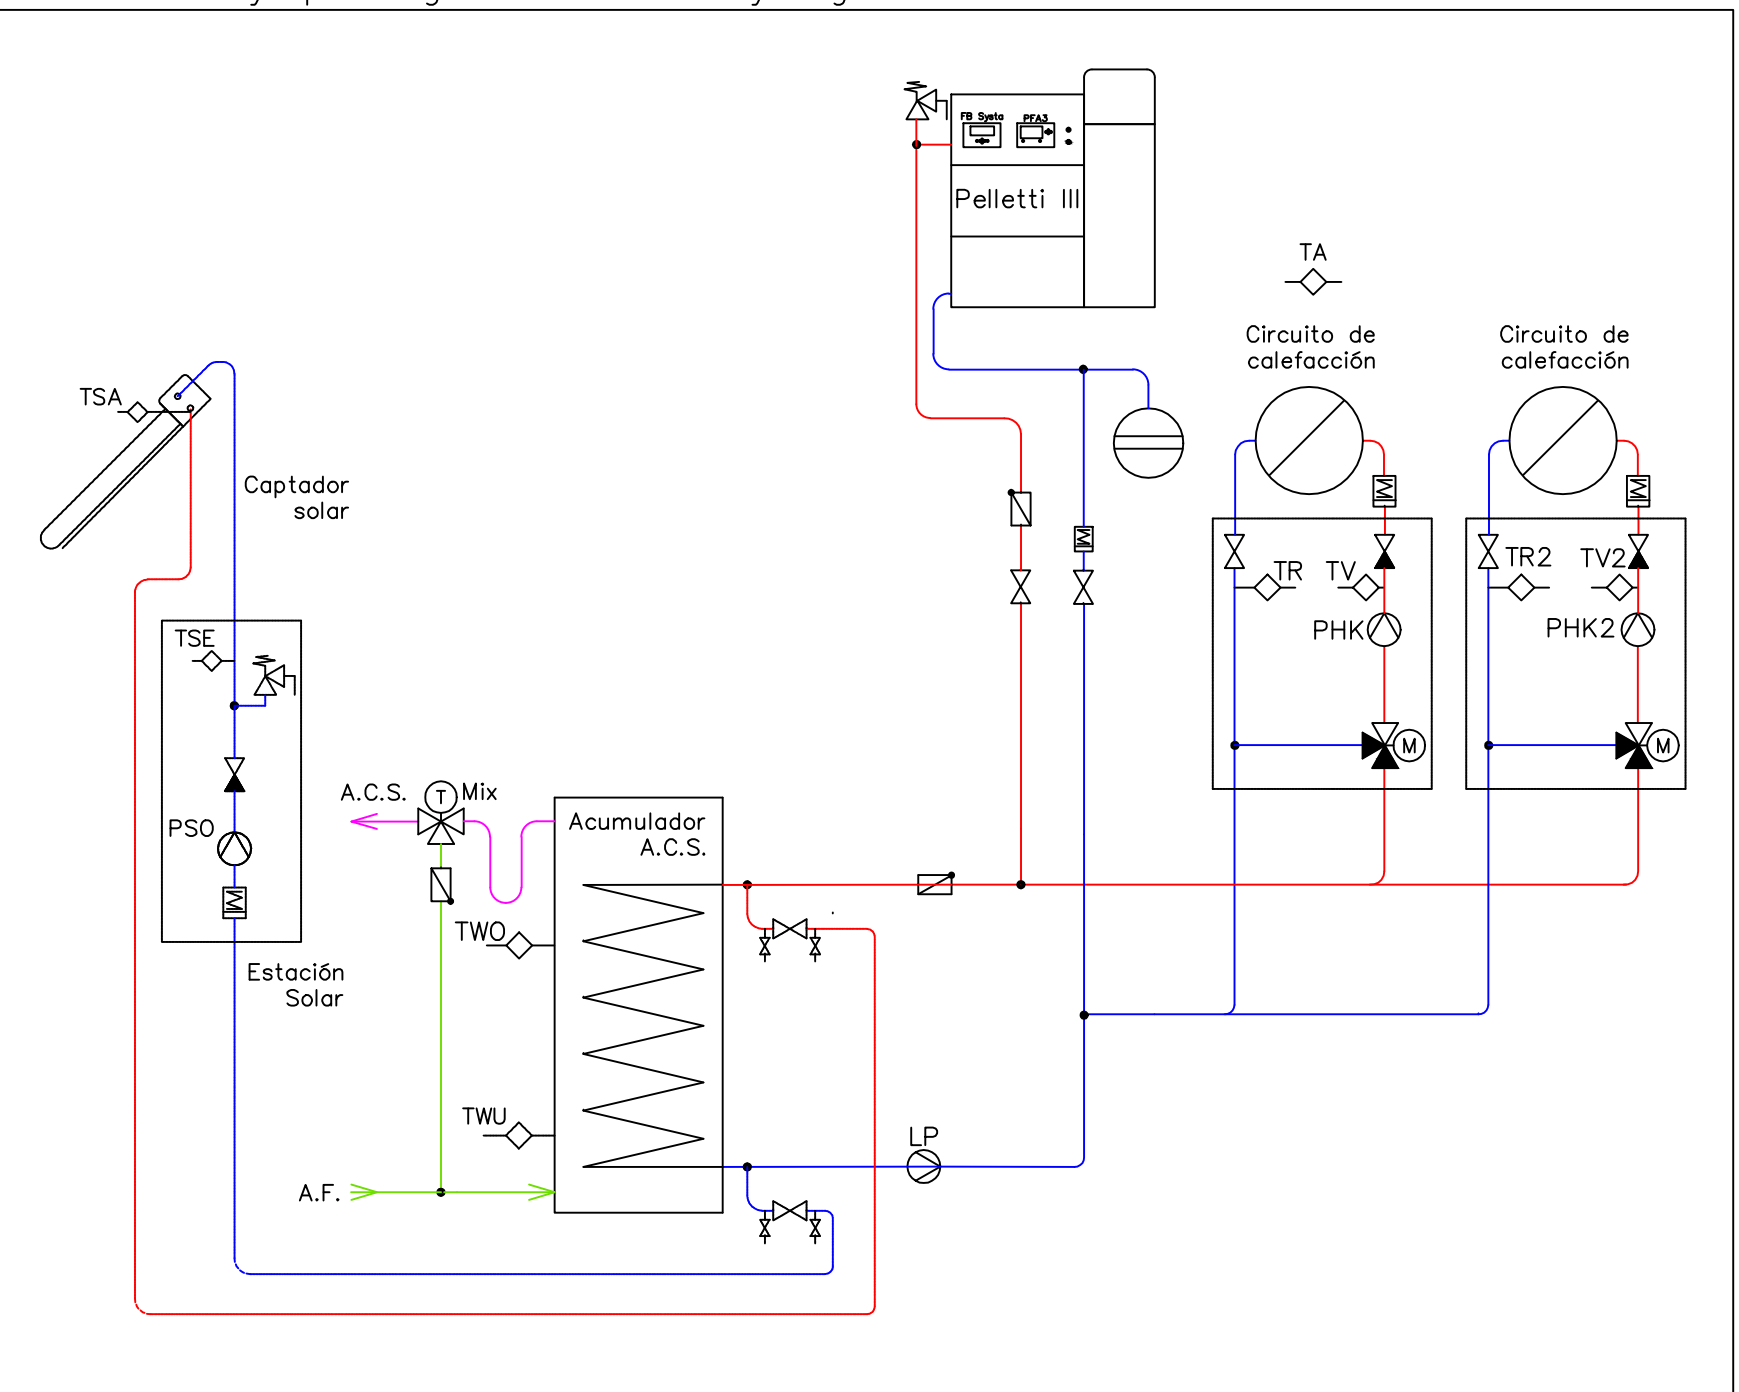 FB Systa
PFA3
Pelletti III
TA
Circuito de
calefacción
Circuito de
calefacción
TSA
Captador
solar
TR
TV
TR2
TV2
PHK
PHK2
TSE
M
M
A.C.S.
T
Mix
PSO
Acumulador
A.C.S.
TWO
Estación
Solar
TWU
LP
A.F.